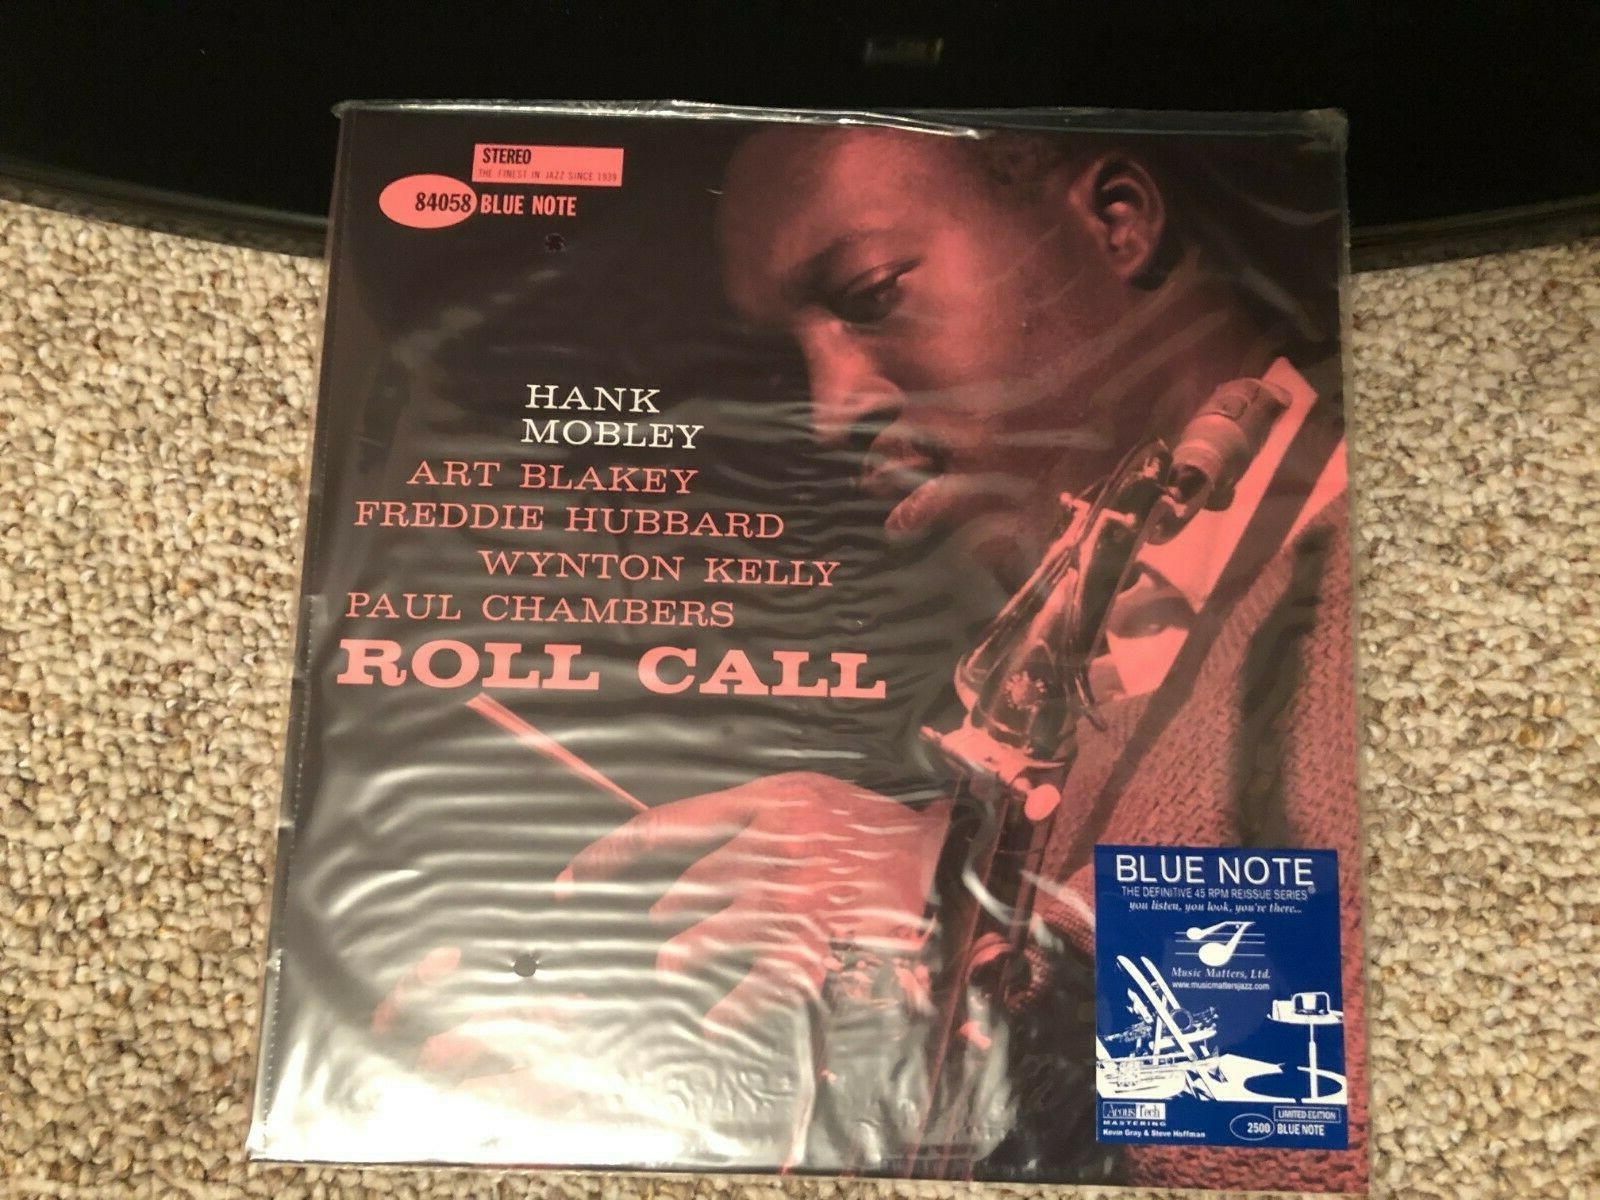 STEREO
THE FINEST IN JAZZ SINCE 1939
84058 BLUE NOTE
HANK
MOBLEY
ART BLAKEY
FREDDIE HUBBARD
WYNTON KELLY
PAUL CHAMBERS
ROLL CALL
BLUE NOTE
THE DEFINITIVE 45 RPM REISSUE SERIES®
you listen, you look, you're there...
Music Matters, Ltd.
www.musicmattersjazz.com
AcousTech
MASTERING
Kevin Gray & Steve Hoffman
LIMITED EDITION
2500 BLUE NOTE